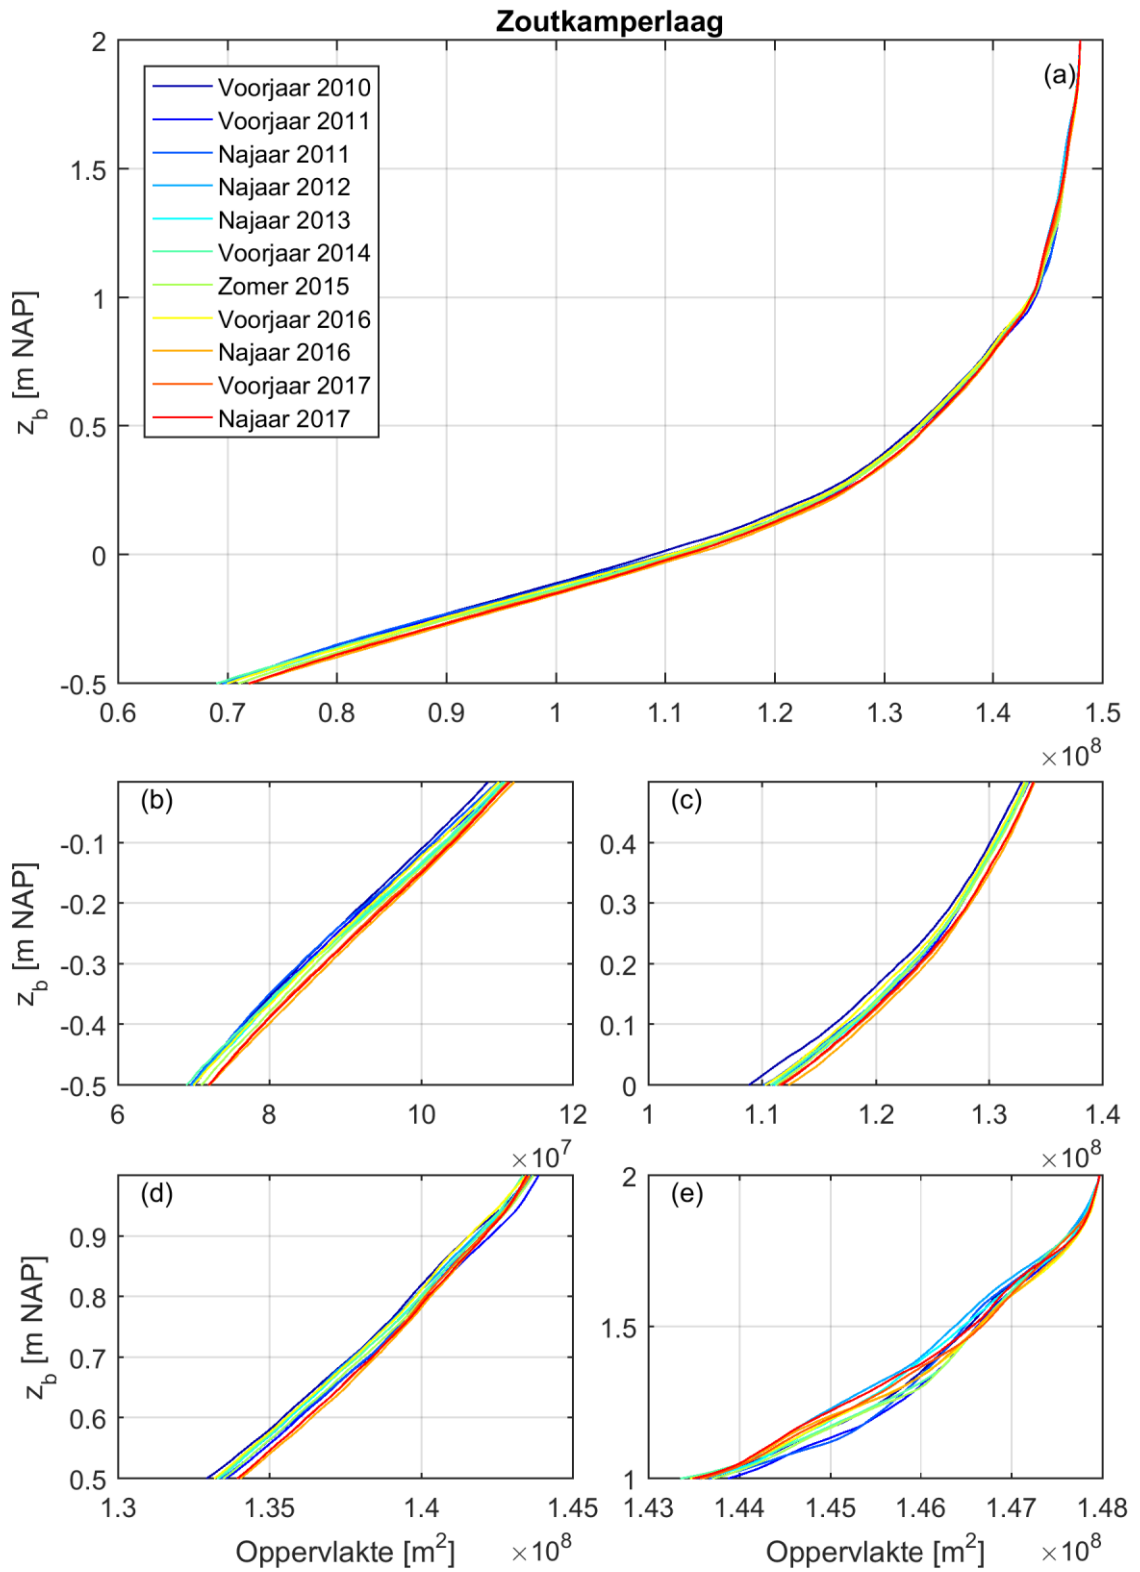 Zoutkamperlaag
2
(a)
Voorjaar 2010
Voorjaar 2011
Najaar 2011
Najaar 2012
Najaar 2013
Voorjaar 2014
Zomer 2015
Voorjaar 2016
Najaar 2016
Voorjaar 2017
Najaar 2017
1.5
1
0.5
0
-0.5
z_b [m NAP]
0.6 0.7 0.8 0.9 1 1.1 1.2 1.3 1.4 1.5
×10^8
(b)
-0.1
-0.2
-0.3
-0.4
-0.5
z_b [m NAP]
6 8 10 12
×10^7
(c)
0.4
0.3
0.2
0.1
0
1 1.1 1.2 1.3 1.4
×10^8
(d)
0.9
0.8
0.7
0.6
0.5
z_b [m NAP]
1.3 1.35 1.4 1.45
Oppervlakte [m^2] ×10^8
(e)
2
1.5
1
1.43 1.44 1.45 1.46 1.47 1.48
Oppervlakte [m^2] ×10^8